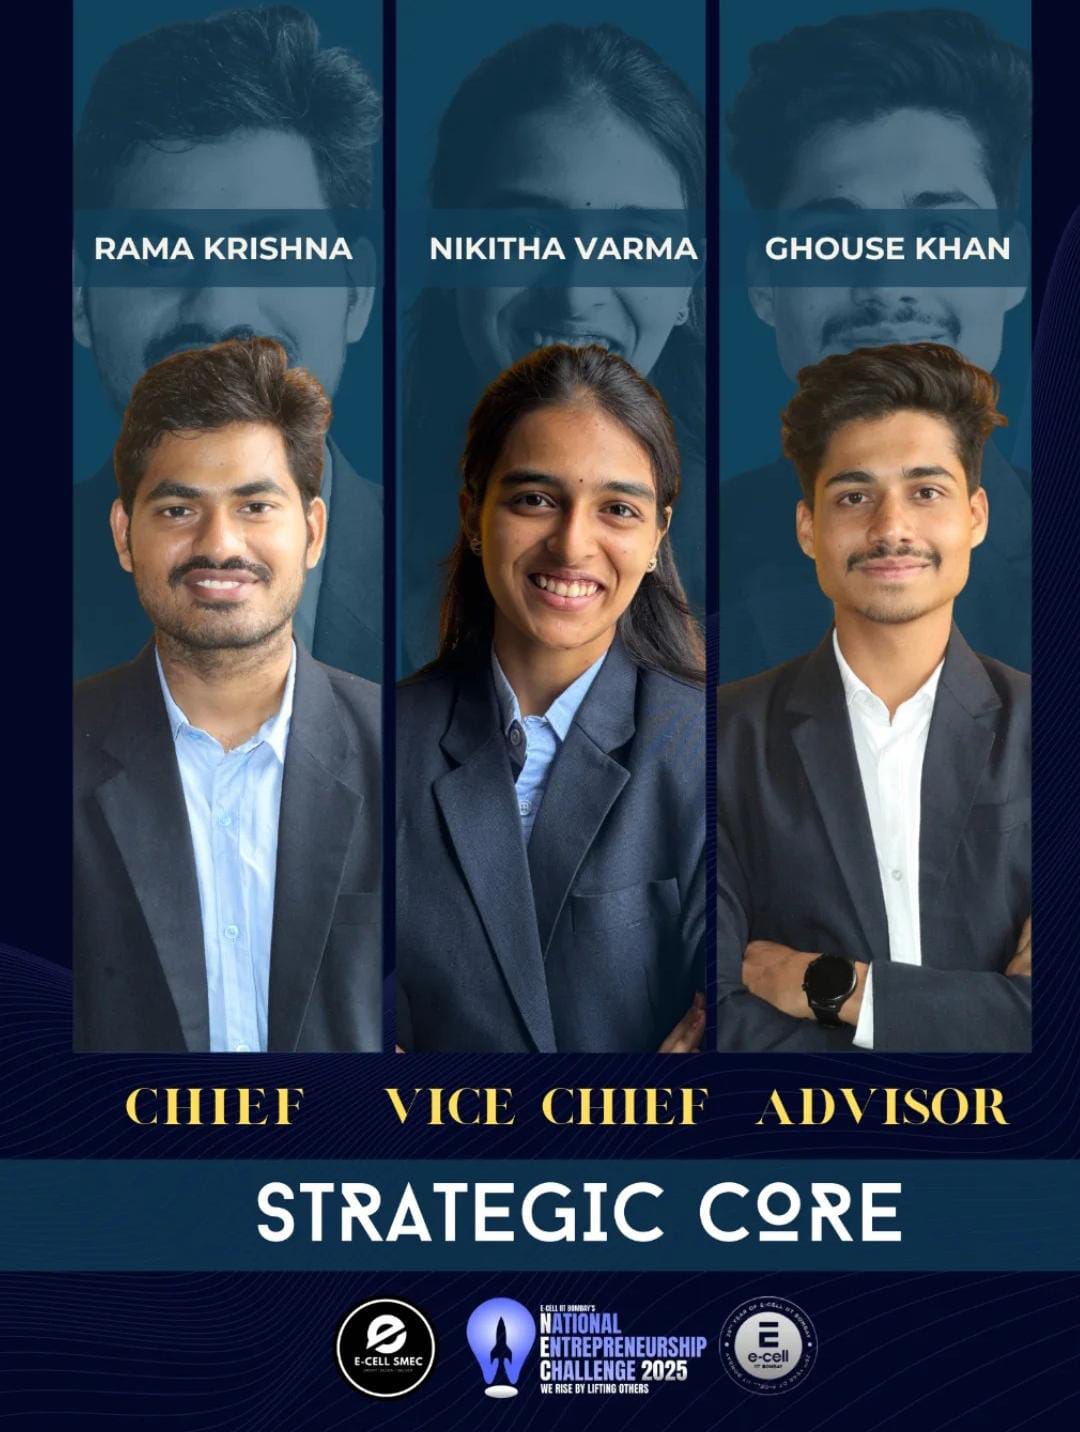 RAMA KRISHNA
NIKITHA VARMA
GHOUSE KHAN
CHIEF
VICE CHIEF
ADVISOR
STRATEGIC CORE
E-CELL SMEC
E-CELL IIT BOMBAY'S
NATIONAL
ENTREPRENEURSHIP
CHALLENGE 2025
WE RISE BY LIFTING OTHERS
e-cell
IIT BOMBAY